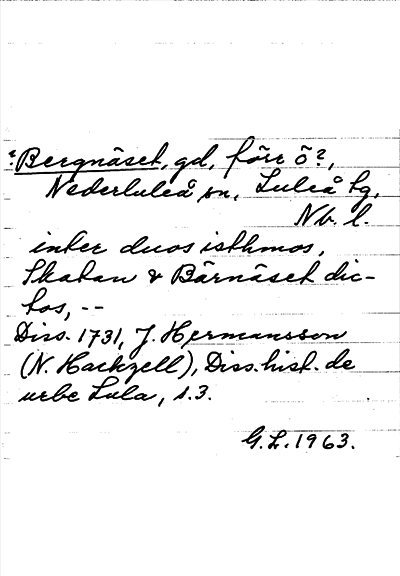 ? Bergnäset, gd, förr ö?,
Nederluleå sn, Luleå tg,
Nb. l.
inter duos isthmos,
Skatan & Bärnäset dic-
tos, --
Diss. 1731, J. Hermansson
(N. Hackzell), Diss. hist. de
urbe Lula, s. 3.
G. L. 1963.